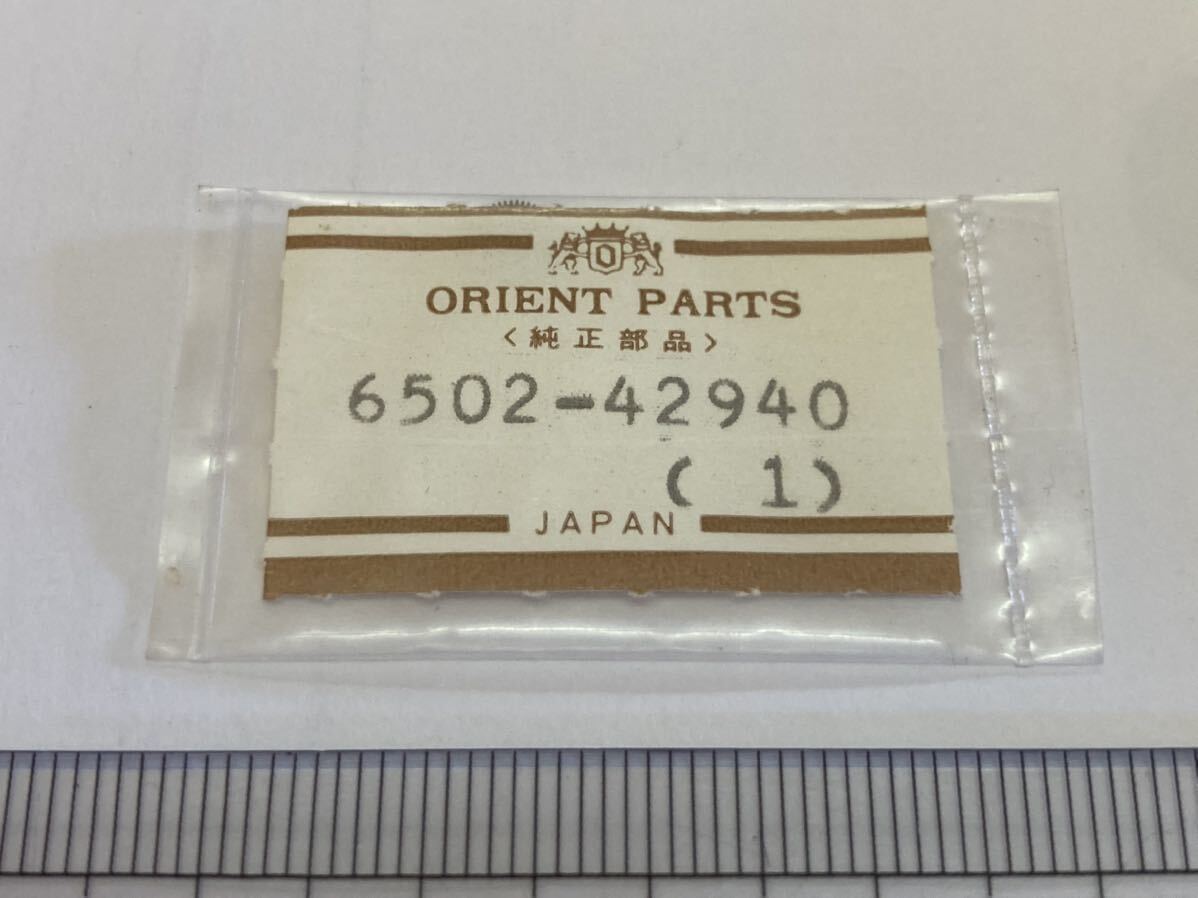 O
ORIENT PARTS
<純正部品>
6502-42940
( 1)
JAPAN